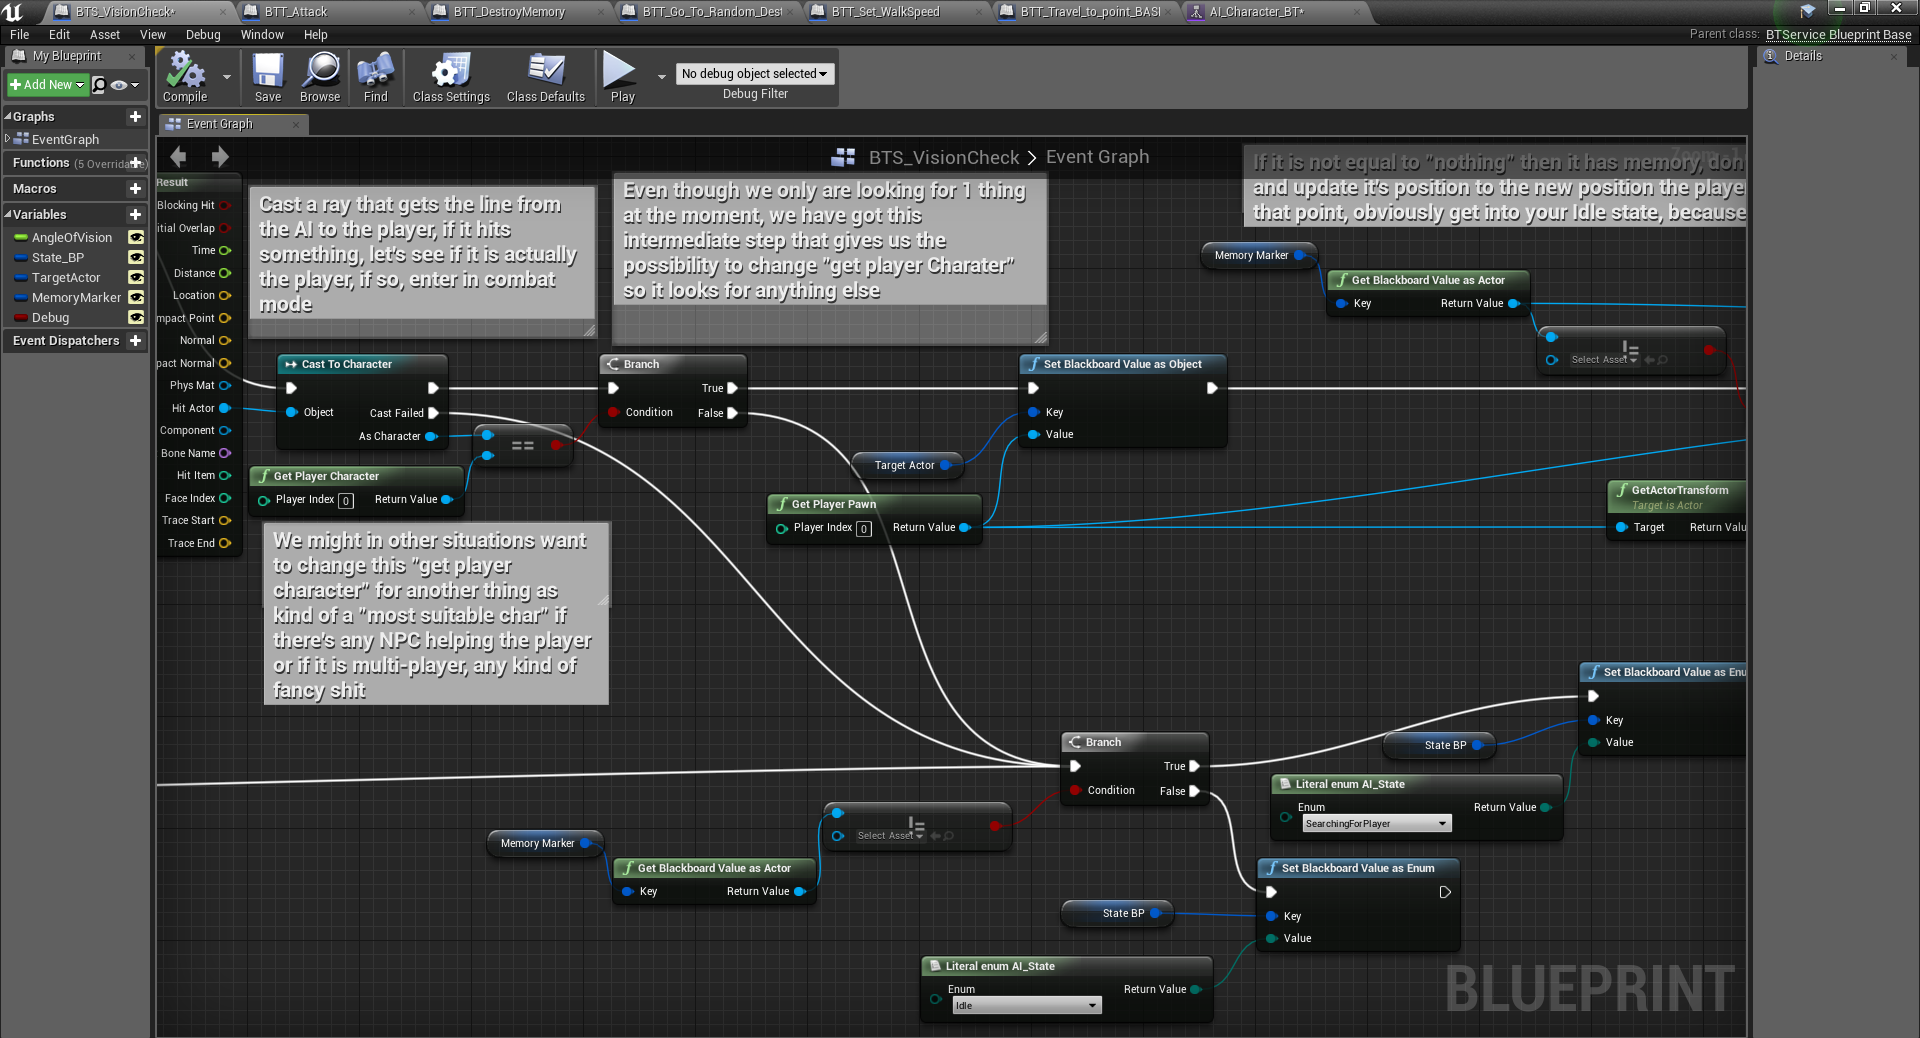 BTS_VisionCheck*
BTT_Attack
BTT_DestroyMemory
BTT_Go_To_Random_Dest
BTT_Set_WalkSpeed
BTT_Travel_to_point_BASI
AI_Character_BT*
File Edit Asset View Debug Window Help
Parent class: BTService Blueprint Base
My Blueprint
Details
Add New
Compile
Save
Browse
Find
Class Settings
Class Defaults
Play
No debug object selected
Debug Filter
Graphs
EventGraph
Functions (5 Overridable)
Macros
Variables
AngleOfVision
State_BP
TargetActor
MemoryMarker
Debug
Event Dispatchers
Event Graph
BTS_VisionCheck > Event Graph
Result
Blocking Hit
itial Overlap
Time
Distance
Location
mpact Point
Normal
pact Normal
Phys Mat
Hit Actor
Component
Bone Name
Hit Item
Face Index
Trace Start
Trace End
Cast a ray that gets the line from
the AI to the player, if it hits
something, let's see if it is actually
the player, if so, enter in combat
mode
Even though we only are looking for 1 thing
at the moment, we have got this
intermediate step that gives us the
possibility to change "get player Charater"
so it looks for anything else
If it is not equal to "nothing" then it has memory, don
and update it's position to the new position the playe
that point, obviously get into your Idle state, because
Memory Marker
Get Blackboard Value as Actor
Key Return Value
!=
Select Asset
Cast To Character
Object Cast Failed
As Character
==
Branch
True
Condition False
Set Blackboard Value as Object
Key
Value
Target Actor
Get Player Character
Player Index 0 Return Value
Get Player Pawn
Player Index 0 Return Value
GetActorTransform
Target is Actor
Target Return Valu
We might in other situations want
to change this "get player
character" for another thing as
kind of a "most suitable char" if
there's any NPC helping the player
or if it is multi-player, any kind of
fancy shit
Set Blackboard Value as Enu
Key
Value
State BP
Branch
True
Condition False
Literal enum AI_State
Enum Return Value
SearchingForPlayer
!=
Select Asset
Memory Marker
Get Blackboard Value as Actor
Key Return Value
Set Blackboard Value as Enum
Key
Value
State BP
Literal enum AI_State
Enum Return Value
Idle
BLUEPRINT